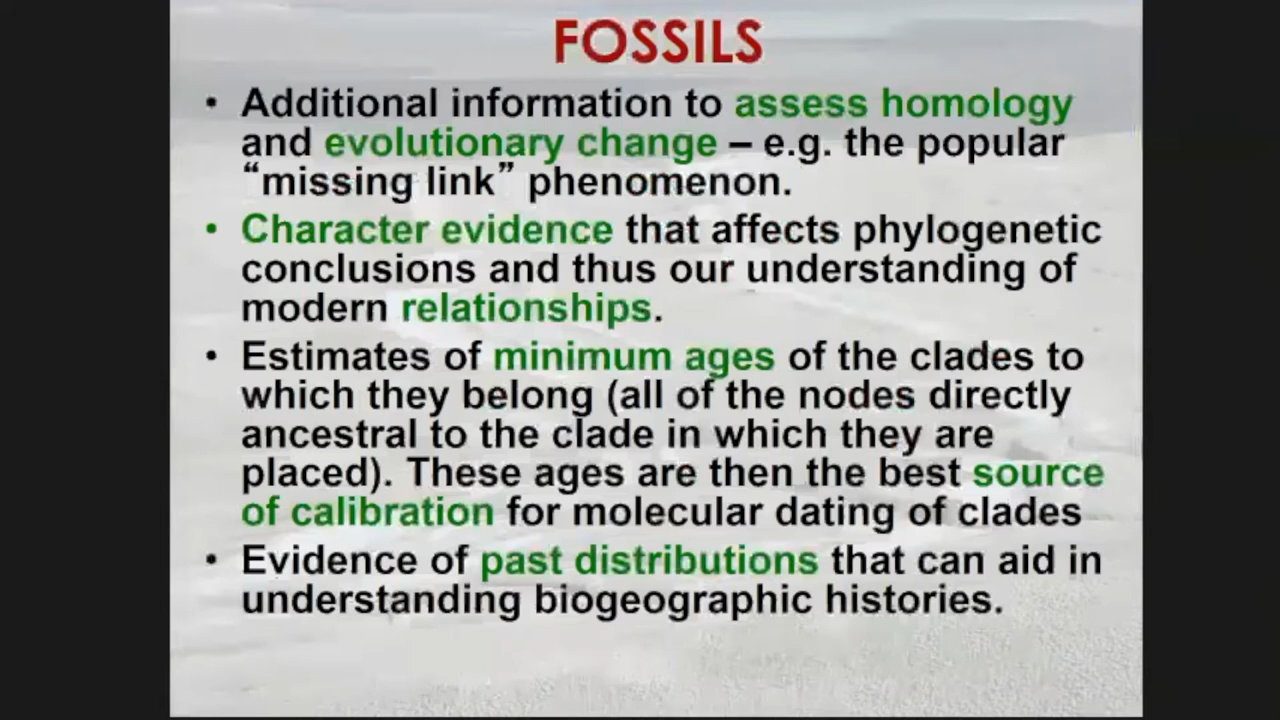 FOSSILS
• Additional information to assess homology
and evolutionary change – e.g. the popular
“missing link” phenomenon.
• Character evidence that affects phylogenetic
conclusions and thus our understanding of
modern relationships.
• Estimates of minimum ages of the clades to
which they belong (all of the nodes directly
ancestral to the clade in which they are
placed). These ages are then the best source
of calibration for molecular dating of clades
• Evidence of past distributions that can aid in
understanding biogeographic histories.